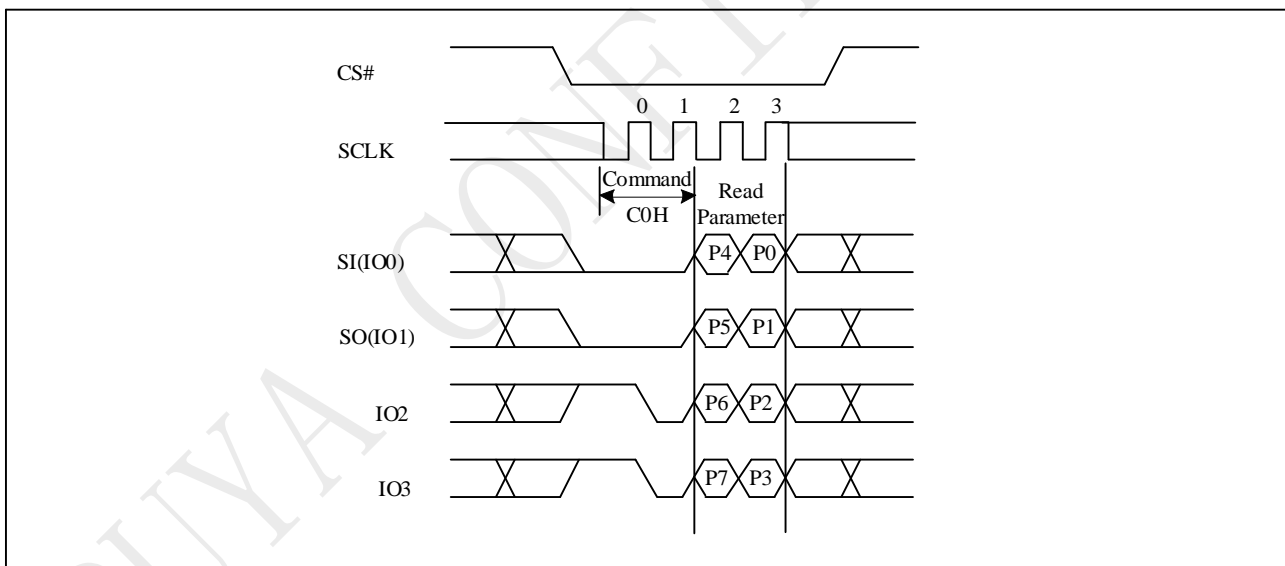 CS#
0 1 2 3
SCLK
Command
C0H
Read
Parameter
SI(IO0)
P4 P0
SO(IO1)
P5 P1
IO2
P6 P2
IO3
P7 P3